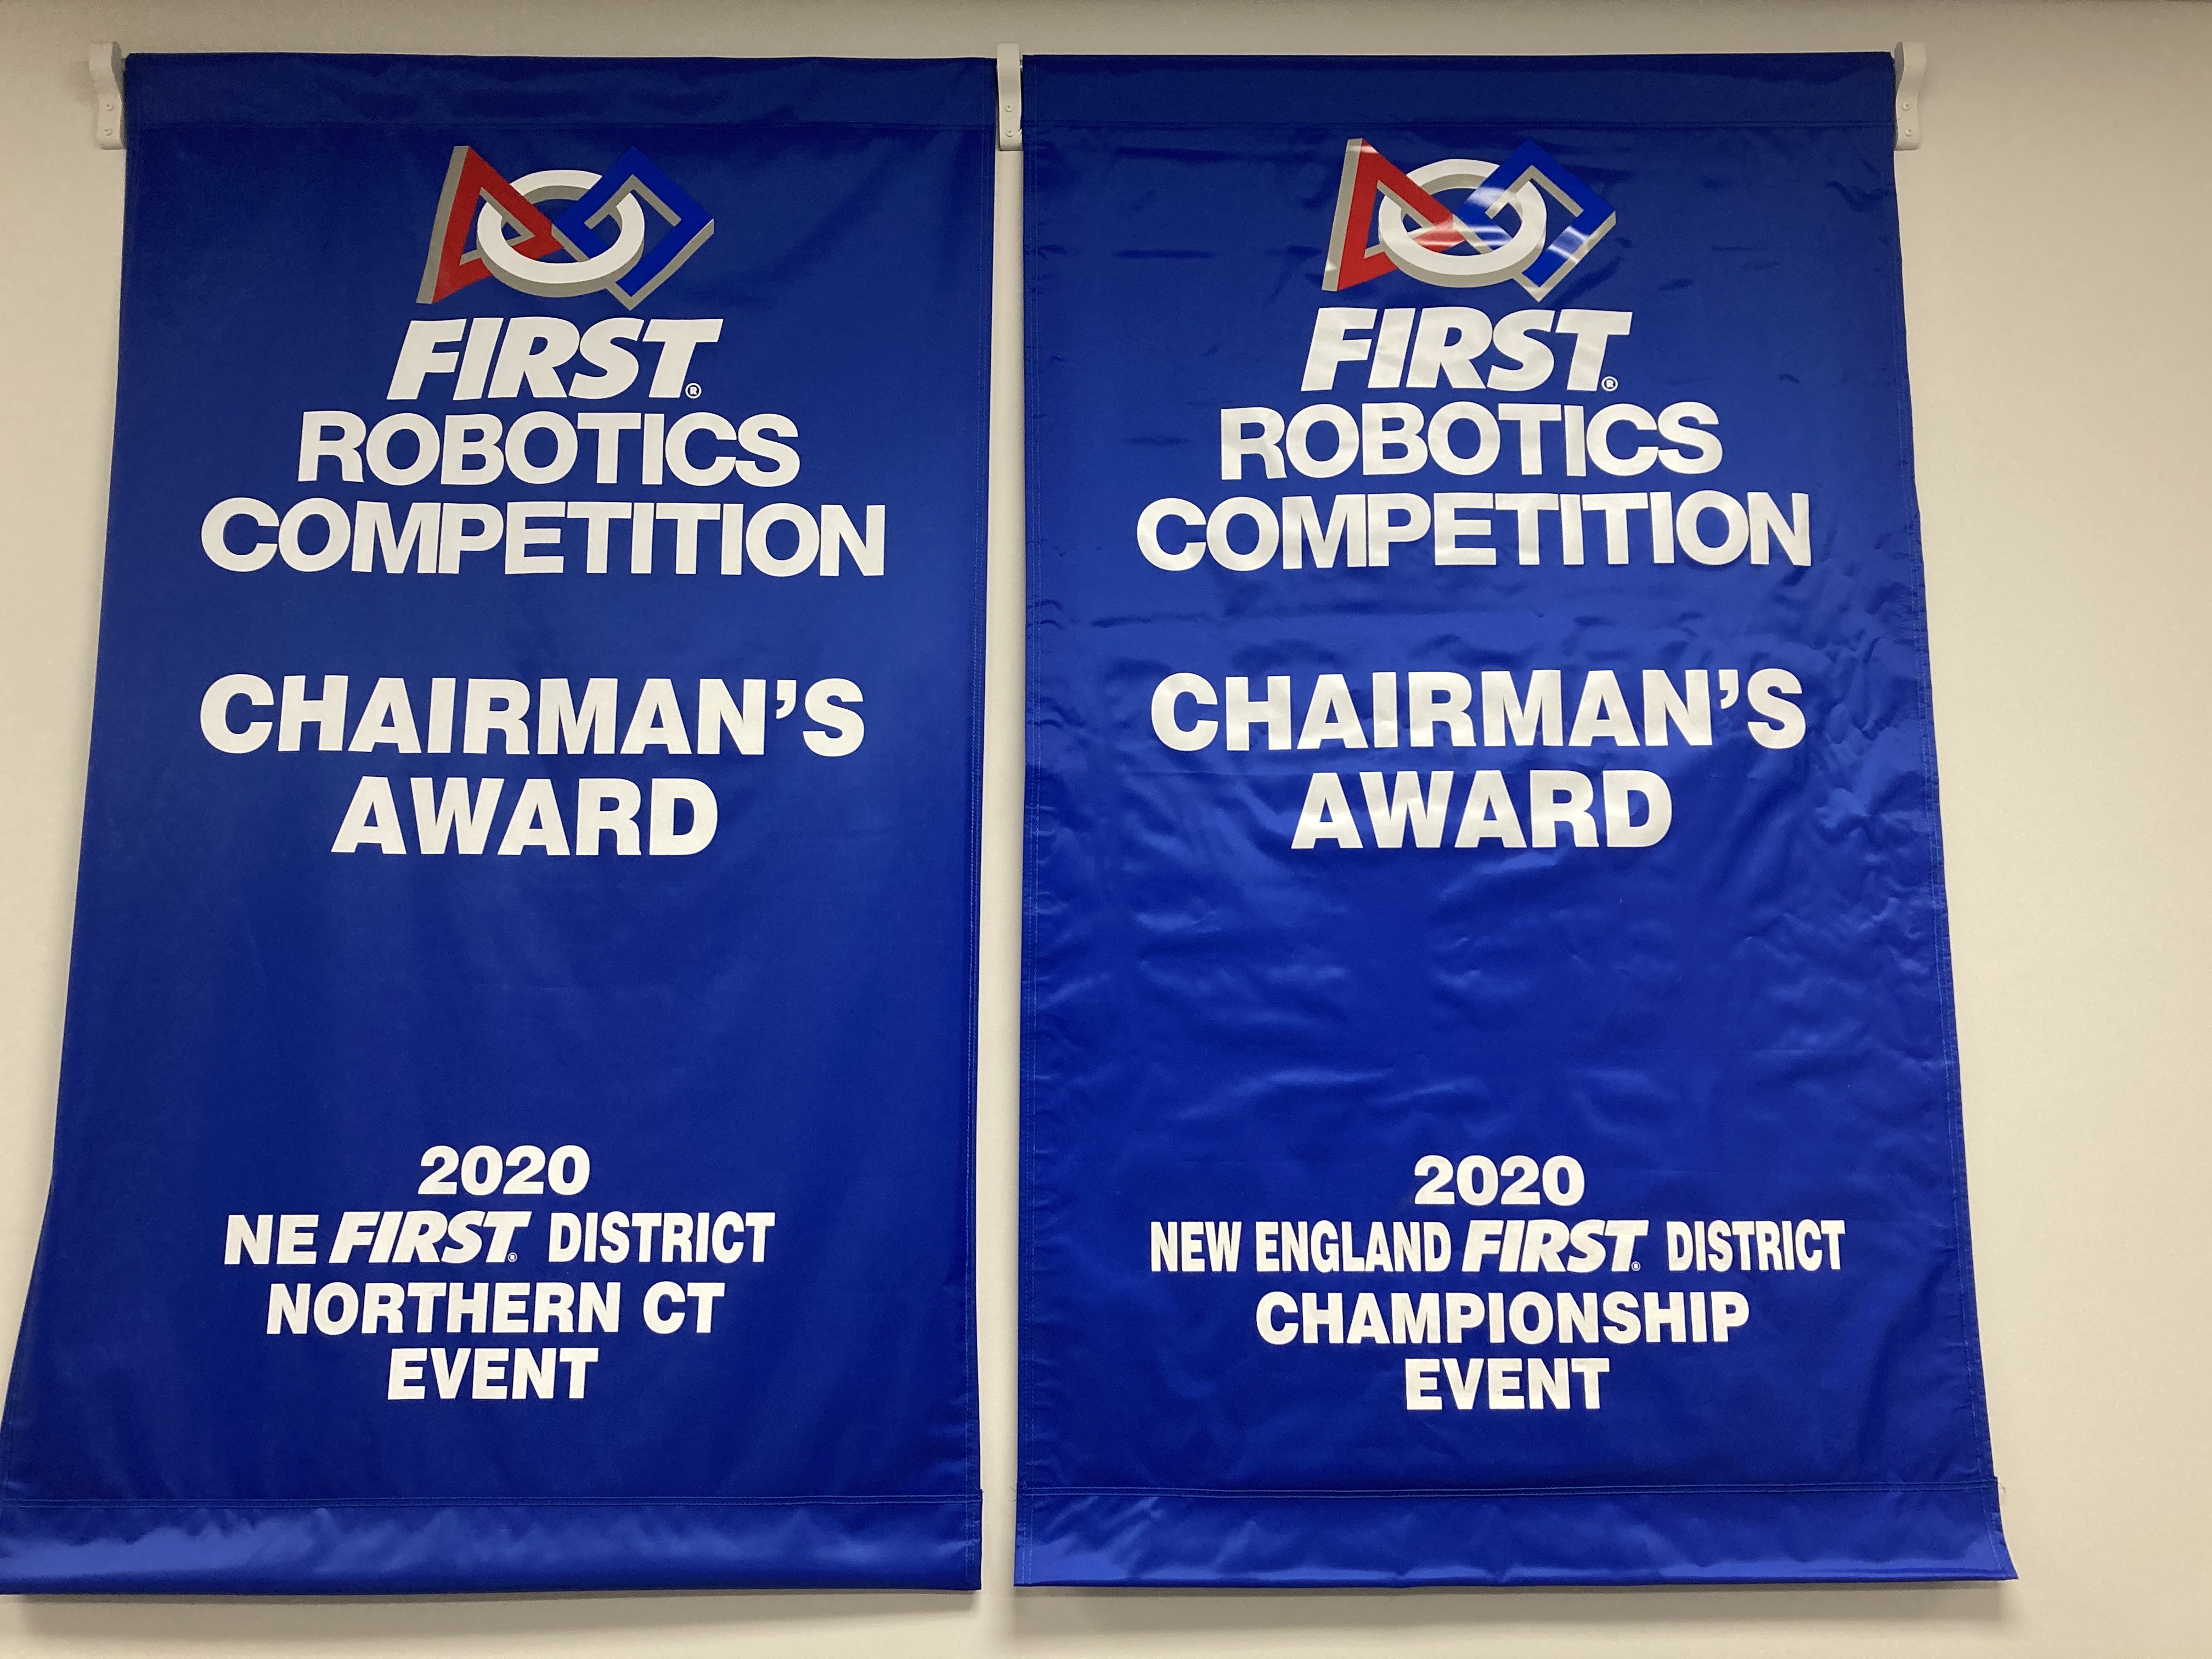 FIRST®
ROBOTICS
COMPETITION
CHAIRMAN'S
AWARD
2020
NE FIRST® DISTRICT
NORTHERN CT
EVENT
FIRST®
ROBOTICS
COMPETITION
CHAIRMAN'S
AWARD
2020
NEW ENGLAND FIRST® DISTRICT
CHAMPIONSHIP
EVENT